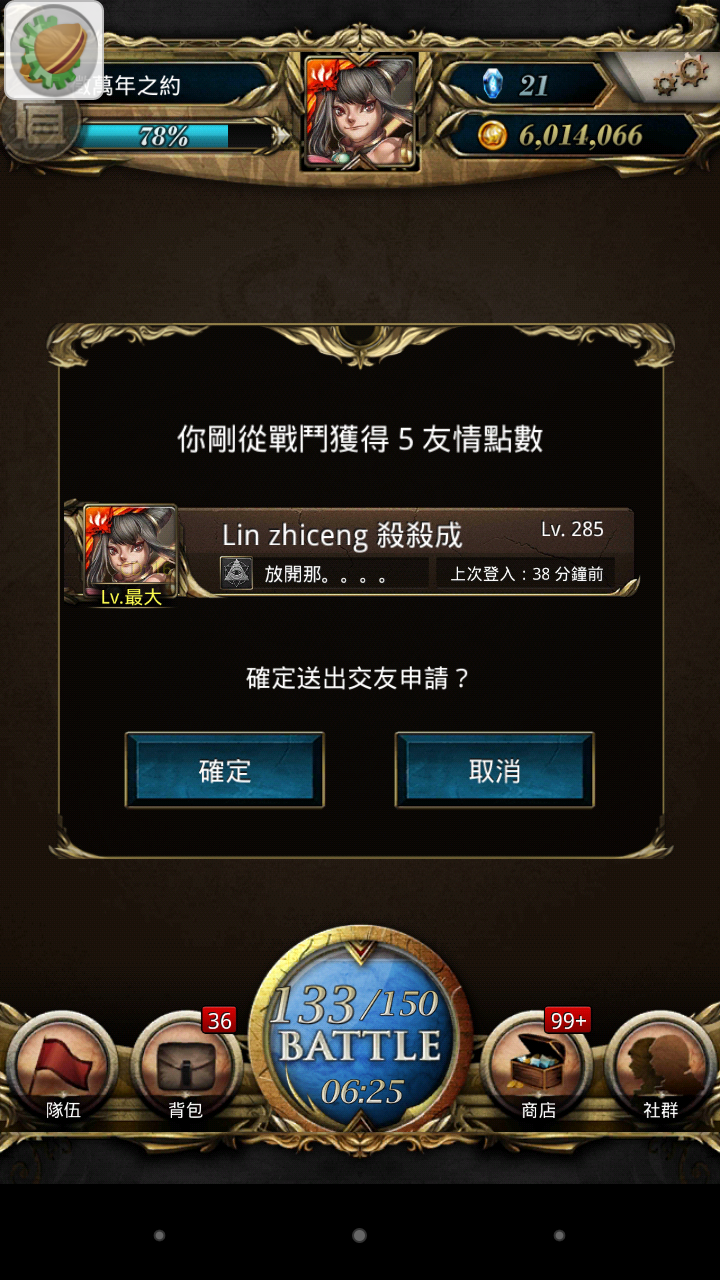 萬年之約
21
78%
6,014,066
你剛從戰鬥獲得 5 友情點數
Lin zhiceng 殺殺成
Lv. 285
放開那。。。。
上次登入：38 分鐘前
Lv.最大
確定送出交友申請？
確定
取消
133/150
BATTLE
06:25
36
99+
隊伍
背包
商店
社群